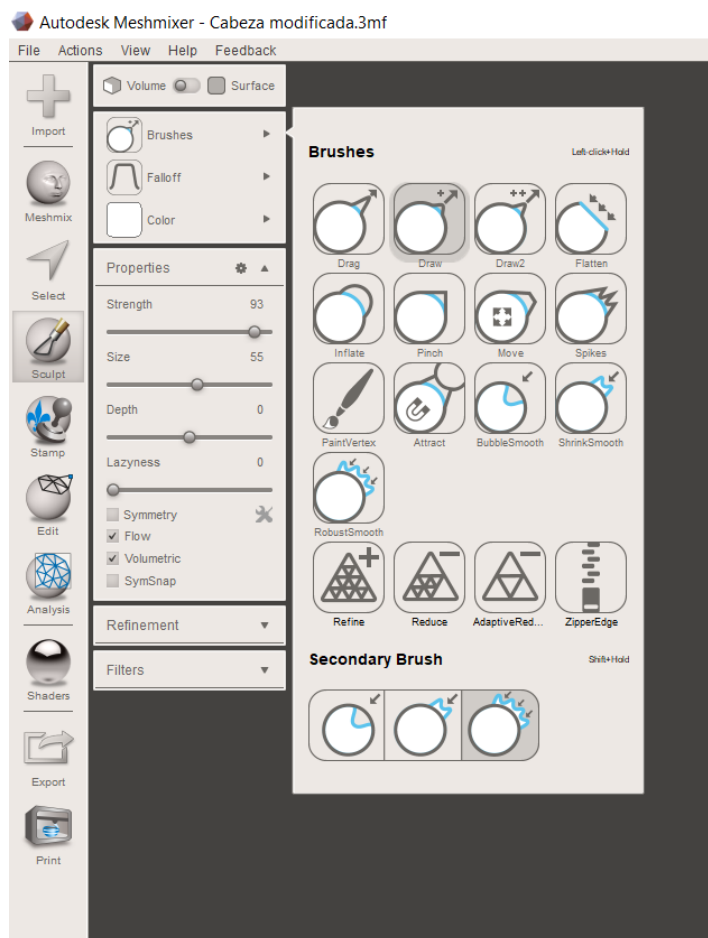 Autodesk Meshmixer - Cabeza modificada.3mf
File Actions View Help Feedback
Import
Meshmix
Select
Sculpt
Stamp
Edit
Analysis
Shaders
Export
Print
Volume Surface
Brushes
Falloff
Color
Properties
Strength 93
Size 55
Depth 0
Lazyness 0
Symmetry
Flow
Volumetric
SymSnap
Refinement
Filters
Brushes Left-click+Hold
Drag Draw Draw2 Flatten
Inflate Pinch Move Spikes
PaintVertex Attract BubbleSmooth ShrinkSmooth
RobustSmooth
Refine Reduce AdaptiveRed... ZipperEdge
Secondary Brush Shift+Hold